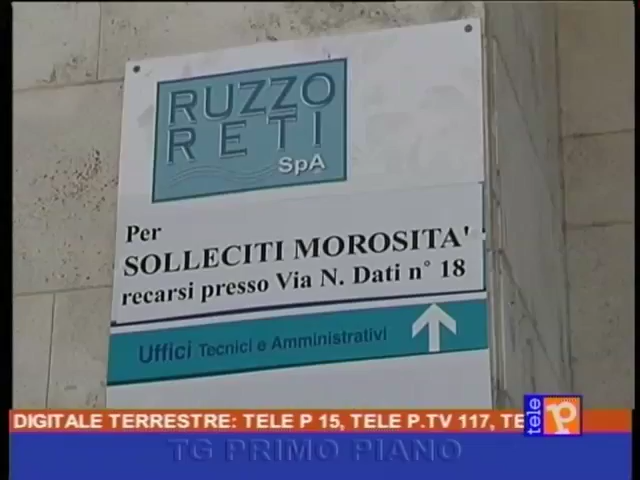 RUZZO
RETI
SpA
Per
SOLLECITI MOROSITA'
recarsi presso Via N. Dati n° 18
Uffici Tecnici e Amministrativi
DIGITALE TERRESTRE: TELE P 15, TELE P.TV 117, TE
tele p
TG PRIMO PIANO